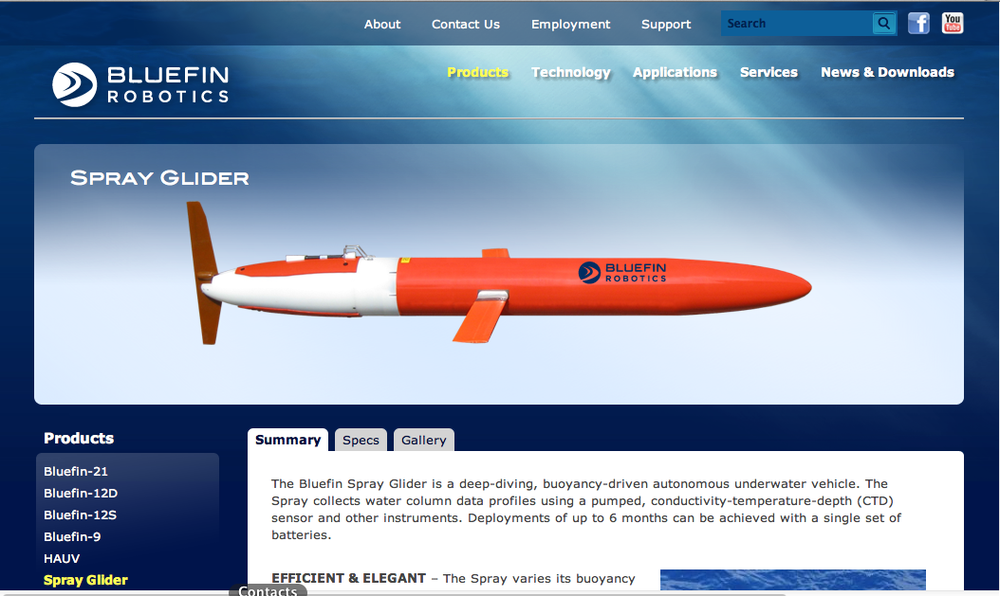 About Contact Us Employment Support Search
You Tube
BLUEFIN
ROBOTICS
Products Technology Applications Services News & Downloads
SPRAY GLIDER
BLUEFIN
ROBOTICS
Products
Bluefin-21
Bluefin-12D
Bluefin-12S
Bluefin-9
HAUV
Spray Glider
Summary Specs Gallery
The Bluefin Spray Glider is a deep-diving, buoyancy-driven autonomous underwater vehicle. The
Spray collects water column data profiles using a pumped, conductivity-temperature-depth (CTD)
sensor and other instruments. Deployments of up to 6 months can be achieved with a single set of
batteries.
EFFICIENT & ELEGANT – The Spray varies its buoyancy
Contacts